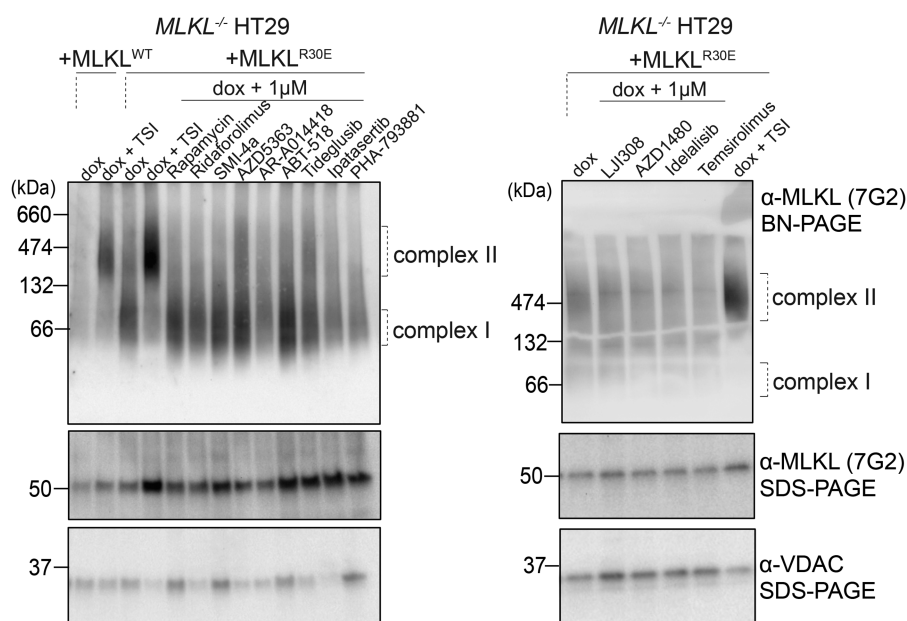 MLKL-/- HT29
+MLKLWT
+MLKLR30E
dox + 1µM
dox
dox + TSI
dox
dox + TSI
Rapamycin
Ridaforolimus
SMI-4a
AZD5363
AR-A014418
ABT-518
Tideglusib
Ipatasertib
PHA-793881
(kDa)
660
474
132
66
complex II
complex I
50
37
MLKL-/- HT29
+MLKLR30E
dox + 1µM
dox
LJI308
AZD1480
Idelalisib
Temsirolimus
dox + TSI
(kDa)
474
132
66
α-MLKL (7G2)
BN-PAGE
complex II
complex I
50
α-MLKL (7G2)
SDS-PAGE
37
α-VDAC
SDS-PAGE